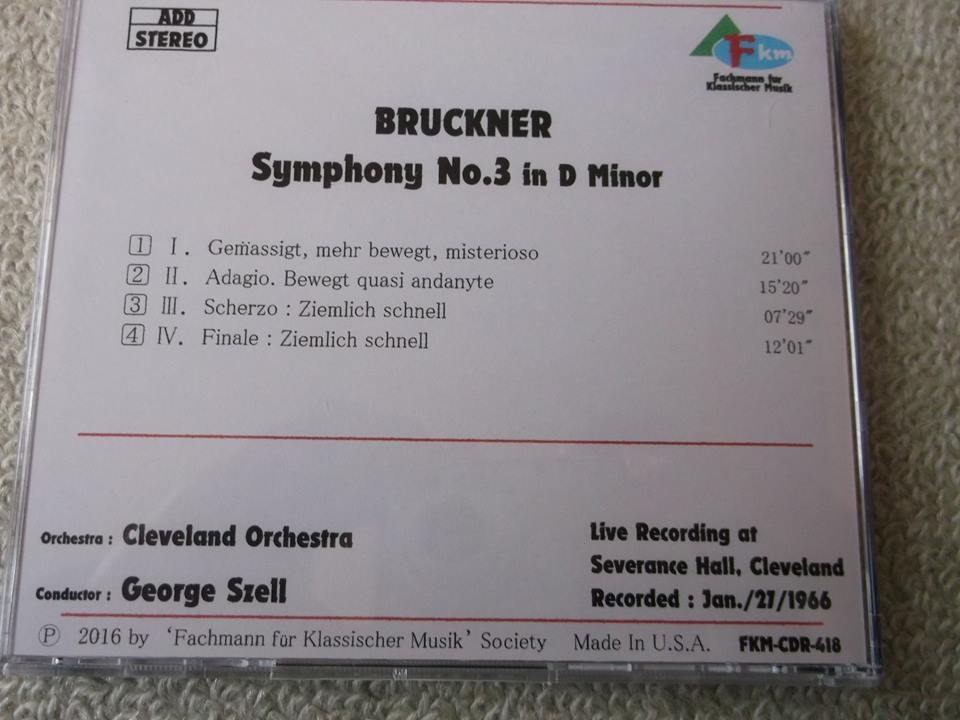 ADD
STEREO
Fkm
Fachmann für
Klassischer Musik
BRUCKNER
Symphony No.3 in D Minor
1 I. Gemässigt, mehr bewegt, misterioso 21'00"
2 II. Adagio. Bewegt quasi andanyte 15'20"
3 III. Scherzo : Ziemlich schnell 07'29"
4 IV. Finale : Ziemlich schnell 12'01"
Orchestra : Cleveland Orchestra
Conductor : George Szell
Live Recording at
Severance Hall, Cleveland
Recorded : Jan./27/1966
Ⓟ 2016 by 'Fachmann für Klassischer Musik' Society Made In U.S.A. FKM-CDR-418